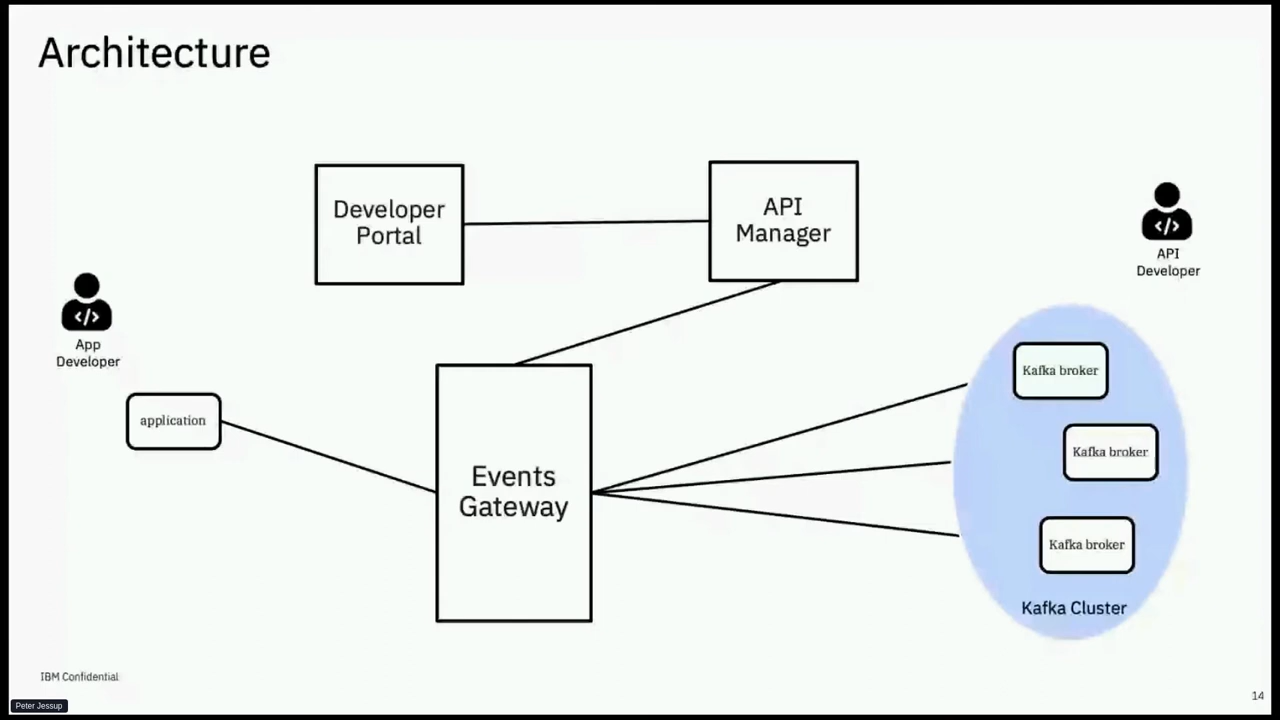 Architecture
Developer
Portal
API
Manager
</>
API
Developer
</>
App
Developer
application
Events
Gateway
Kafka broker
Kafka broker
Kafka broker
Kafka Cluster
IBM Confidential
14
Peter Jessup